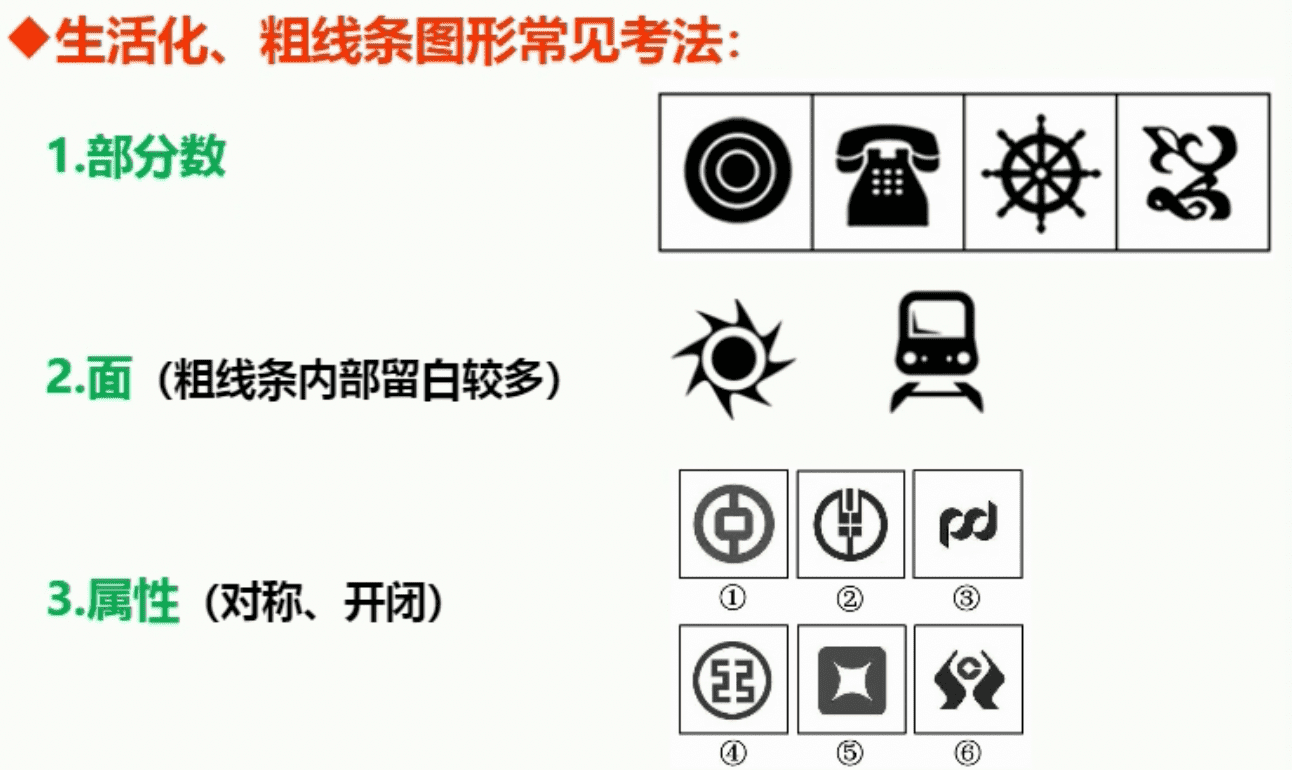 ◆生活化、粗线条图形常见考法：
1.部分数
2.面（粗线条内部留白较多）
3.属性（对称、开闭）
① ② ③
④ ⑤ ⑥